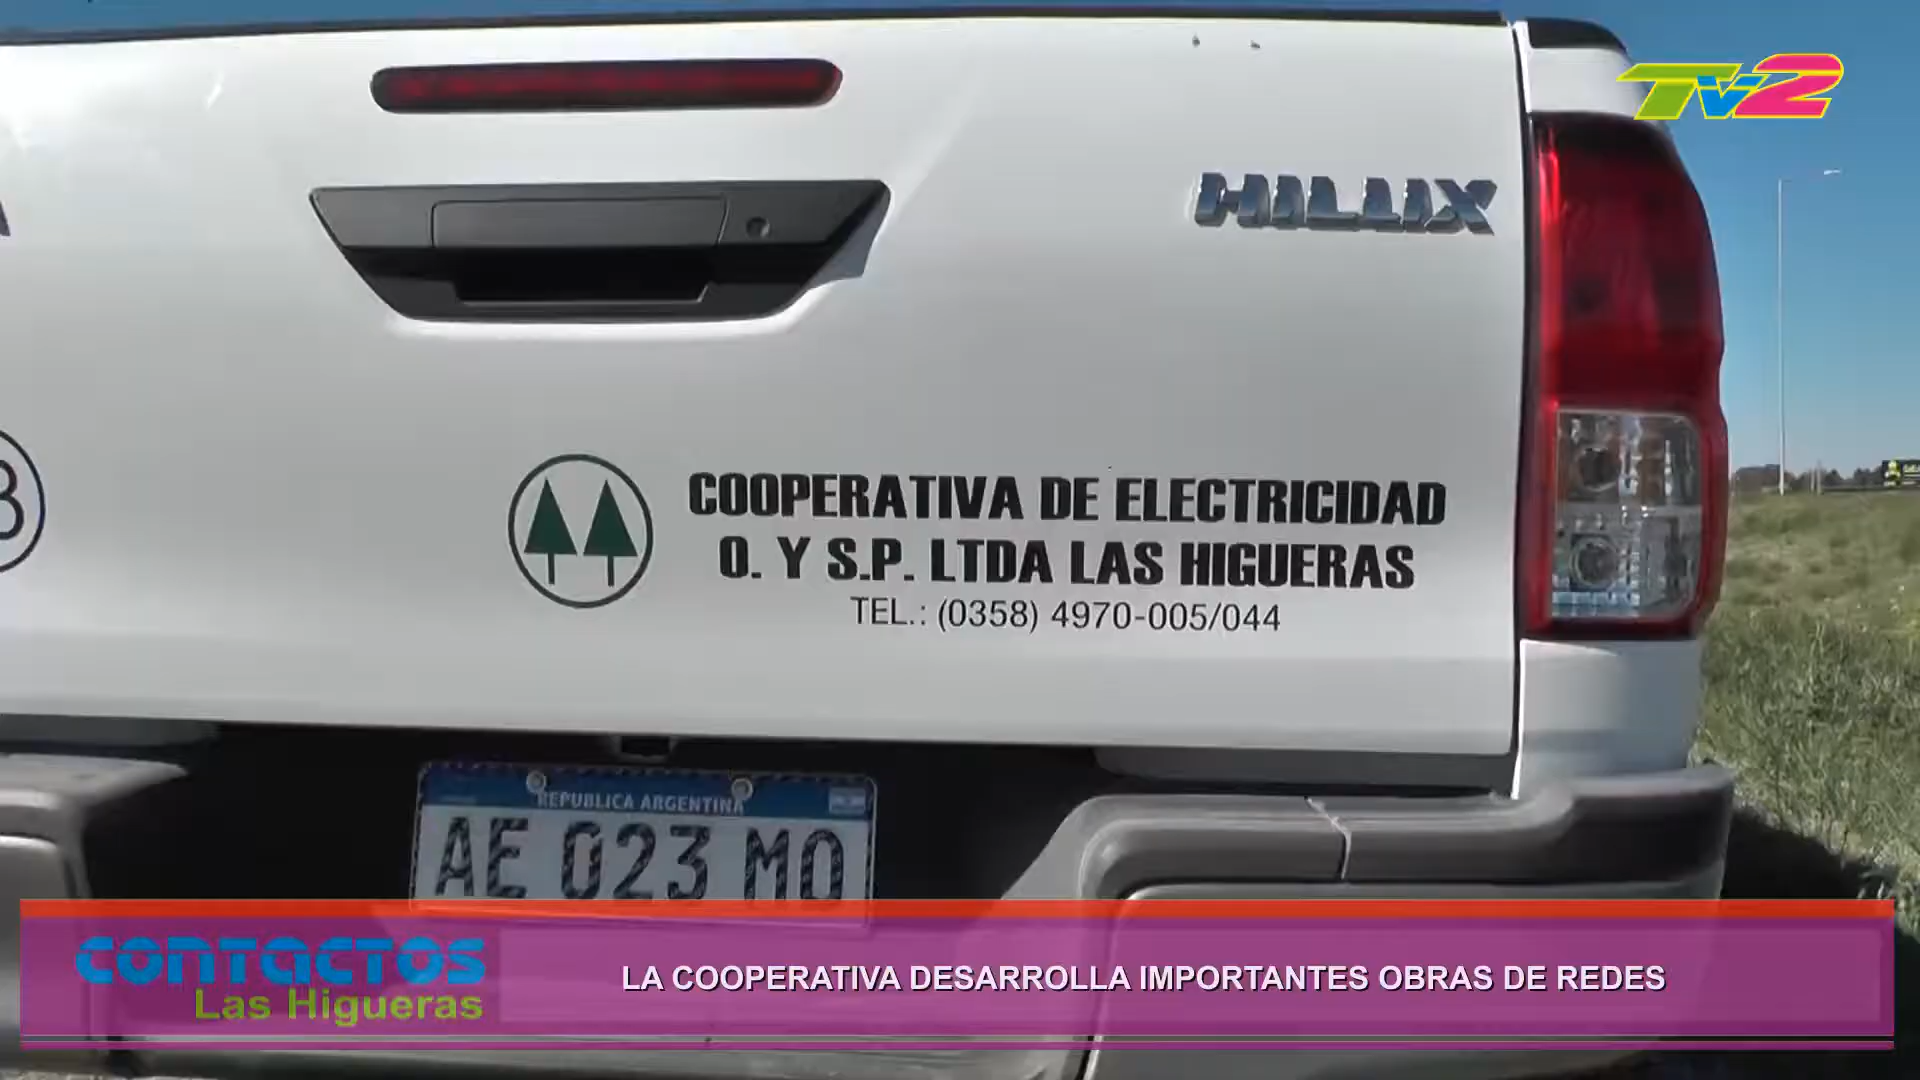 TV2
HILUX
COOPERATIVA DE ELECTRICIDAD
O. Y S.P. LTDA LAS HIGUERAS
TEL.: (0358) 4970-005/044
REPUBLICA ARGENTINA
AE 023 MO
CONTACTOS
Las Higueras
LA COOPERATIVA DESARROLLA IMPORTANTES OBRAS DE REDES